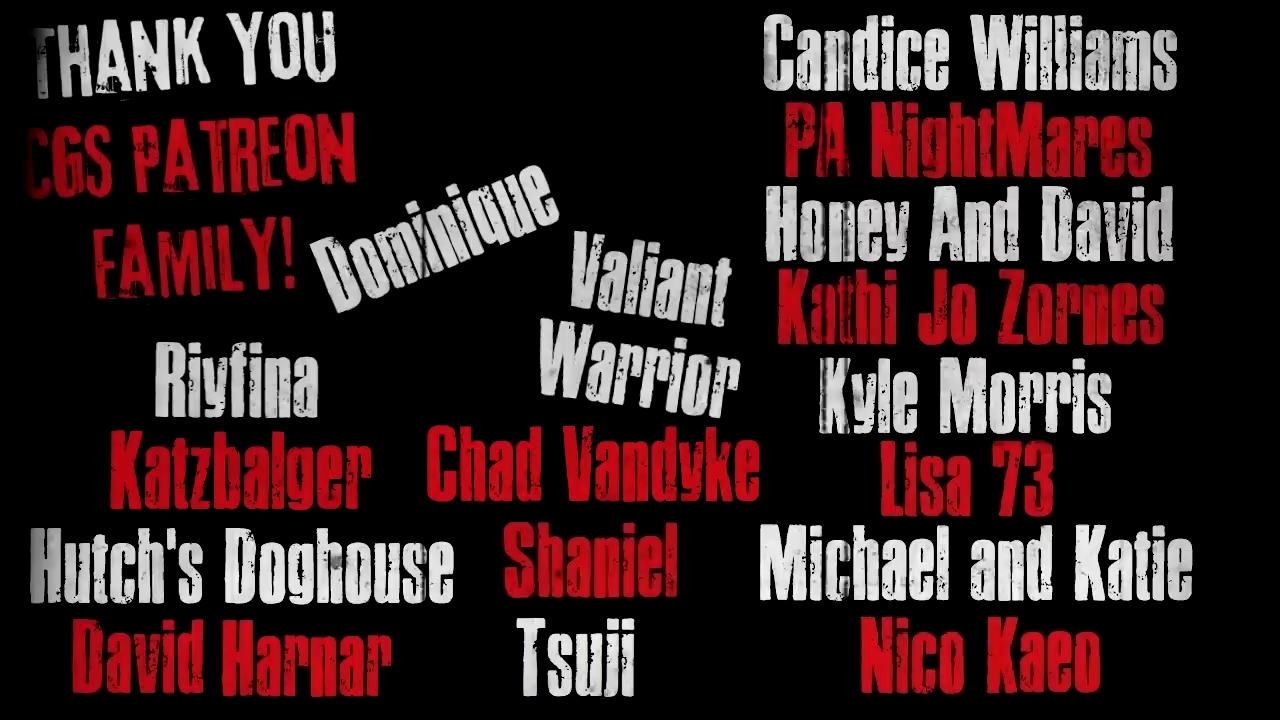 THANK YOU
CGS PATREON
FAMILY!
Dominique
Riyfina
Katzbalger
Hutch's Doghouse
David Harnar
Valiant
Warrior
Chad Vandyke
Shaniel
Tsuji
Candice Williams
PA NightMares
Honey And David
Kathi Jo Zornes
Kyle Morris
Lisa 73
Michael and Katie
Nico Kaeo